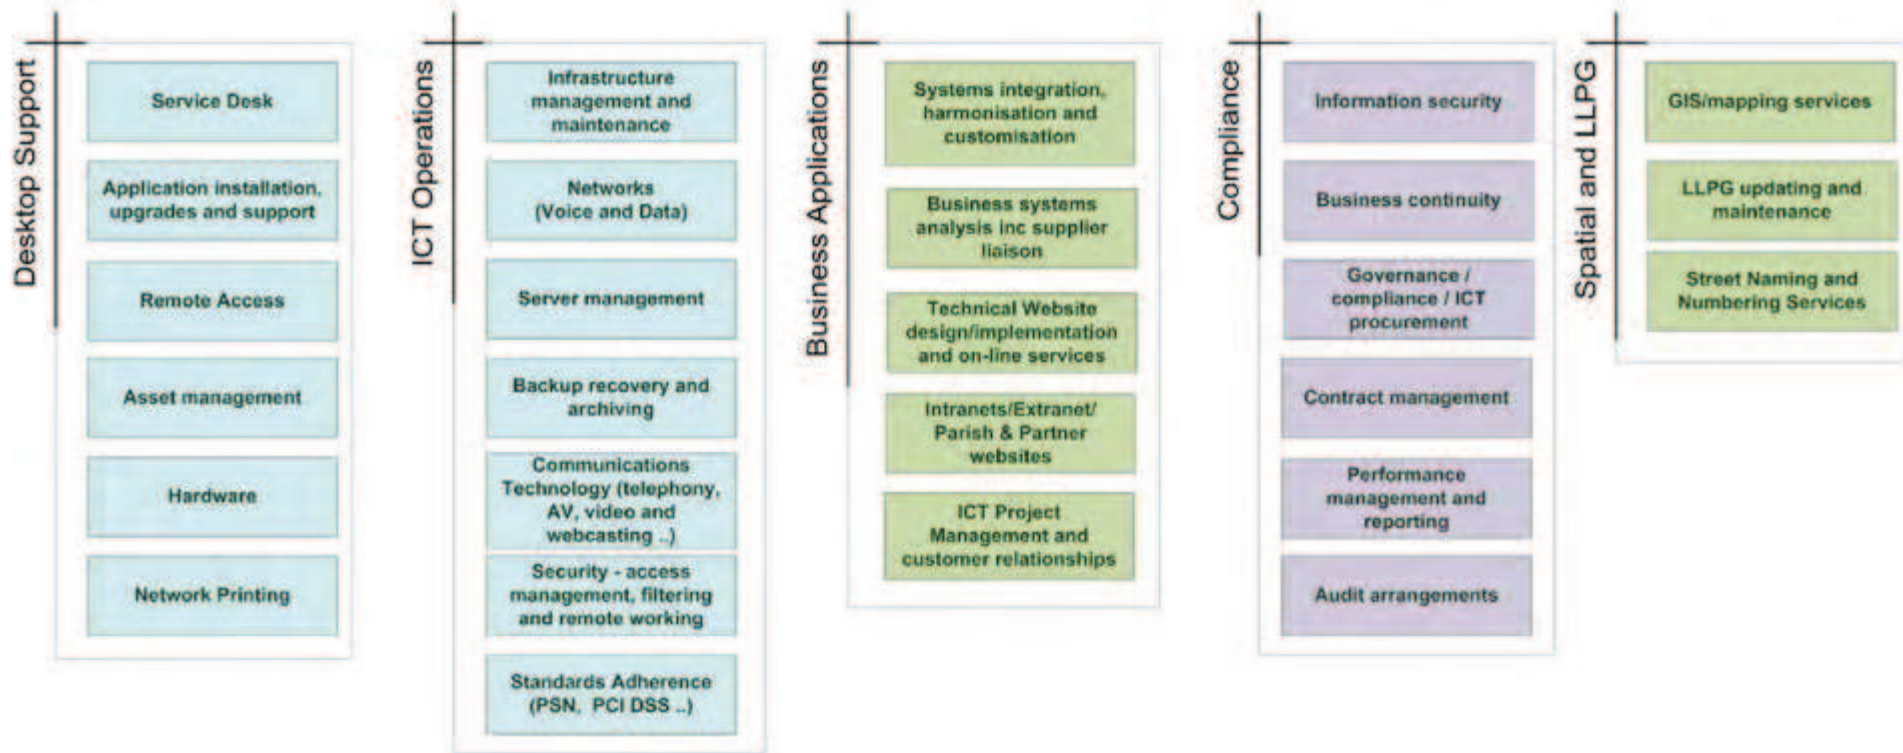 Desktop Support
Service Desk
Application installation,
upgrades and support
Remote Access
Asset management
Hardware
Network Printing
ICT Operations
Infrastructure
management and
maintenance
Networks
(Voice and Data)
Server management
Backup recovery and
archiving
Communications
Technology (telephony,
AV, video and
webcasting ..)
Security - access
management, filtering
and remote working
Standards Adherence
(PSN, PCI DSS ..)
Business Applications
Systems integration,
harmonisation and
customisation
Business systems
analysis inc supplier
liaison
Technical Website
design/implementation
and on-line services
Intranets/Extranet/
Parish & Partner
websites
ICT Project
Management and
customer relationships
Compliance
Information security
Business continuity
Governance /
compliance / ICT
procurement
Contract management
Performance
management and
reporting
Audit arrangements
Spatial and LLPG
GIS/mapping services
LLPG updating and
maintenance
Street Naming and
Numbering Services